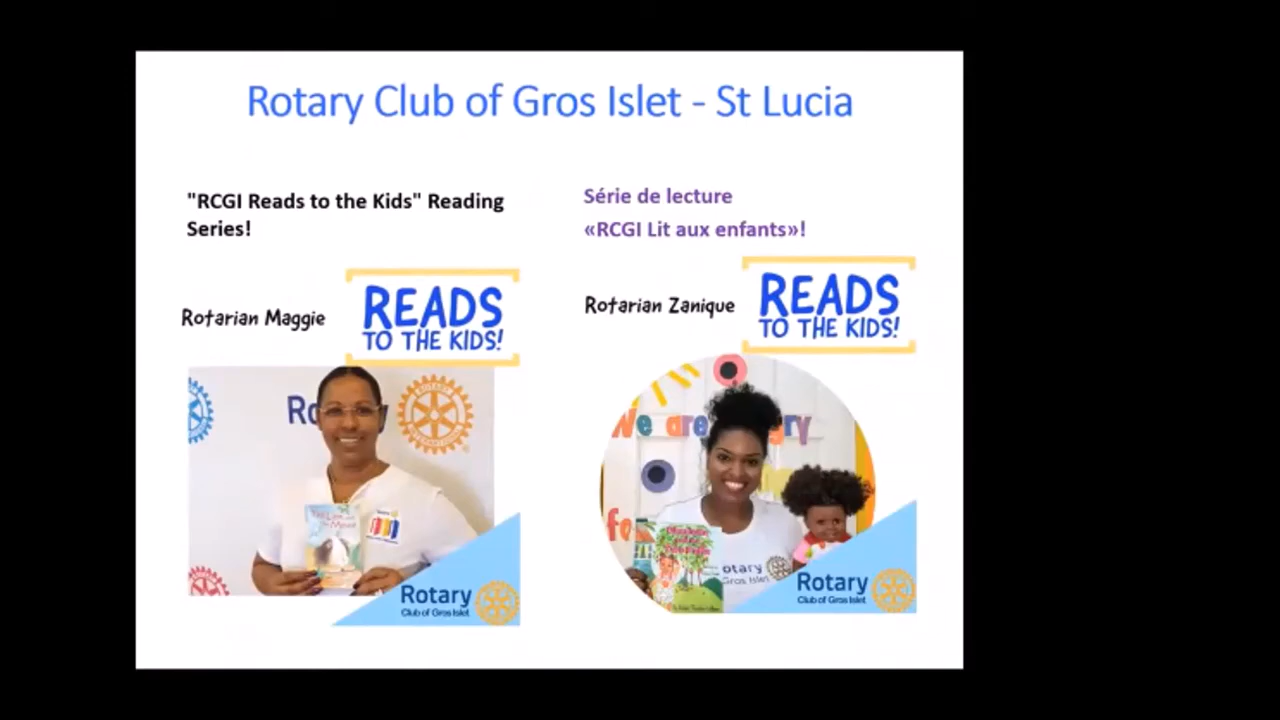 Rotary Club of Gros Islet - St Lucia
"RCGI Reads to the Kids" Reading
Series!
Rotarian Maggie
READS
TO THE KIDS!
Rotary
Club of Gros Islet
Série de lecture
«RCGI Lit aux enfants»!
Rotarian Zanique
READS
TO THE KIDS!
We are
Gros Islet
Rotary
Club of Gros Islet